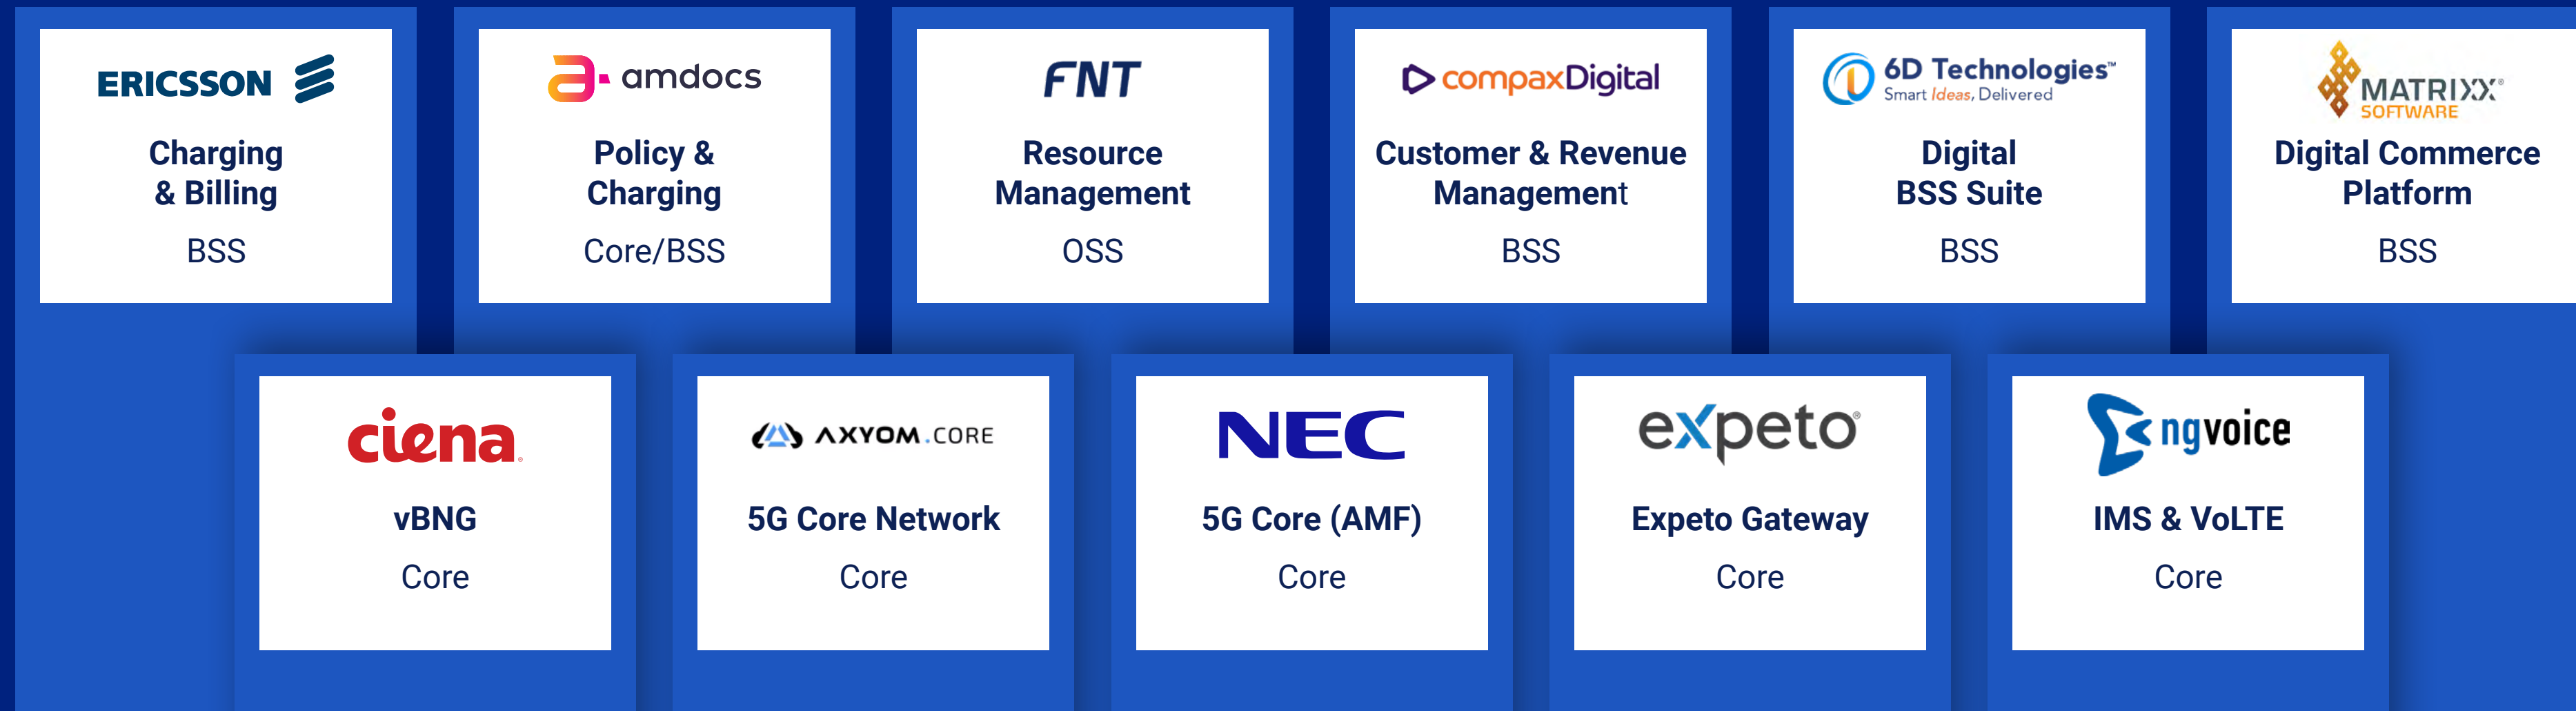 ERICSSON
Charging
& Billing
BSS
amdocs
Policy &
Charging
Core/BSS
FNT
Resource
Management
OSS
compaxDigital
Customer & Revenue
Management
BSS
6D Technologies™
Smart Ideas, Delivered
Digital
BSS Suite
BSS
MATRIXX®
SOFTWARE
Digital Commerce
Platform
BSS
ciena®
vBNG
Core
AXYOM.CORE
5G Core Network
Core
NEC
5G Core (AMF)
Core
expeto®
Expeto Gateway
Core
ngvoice
IMS & VoLTE
Core